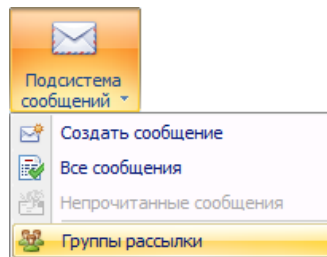 Подсистема
сообщений
Создать сообщение
Все сообщения
Непрочитанные сообщения
Группы рассылки